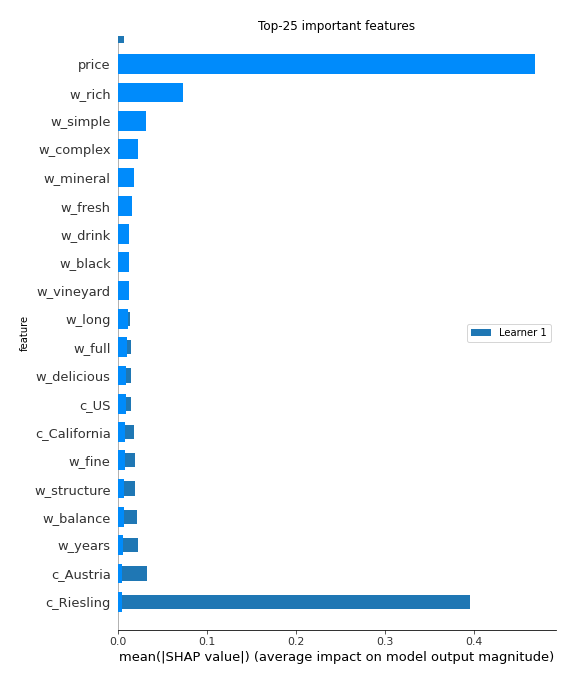 Top-25 important features
price
w_rich
w_simple
w_complex
w_mineral
w_fresh
w_drink
w_black
w_vineyard
w_long
w_full
w_delicious
c_US
c_California
w_fine
w_structure
w_balance
w_years
c_Austria
c_Riesling
feature
Learner 1
0.0 0.1 0.2 0.3 0.4
mean(|SHAP value|) (average impact on model output magnitude)